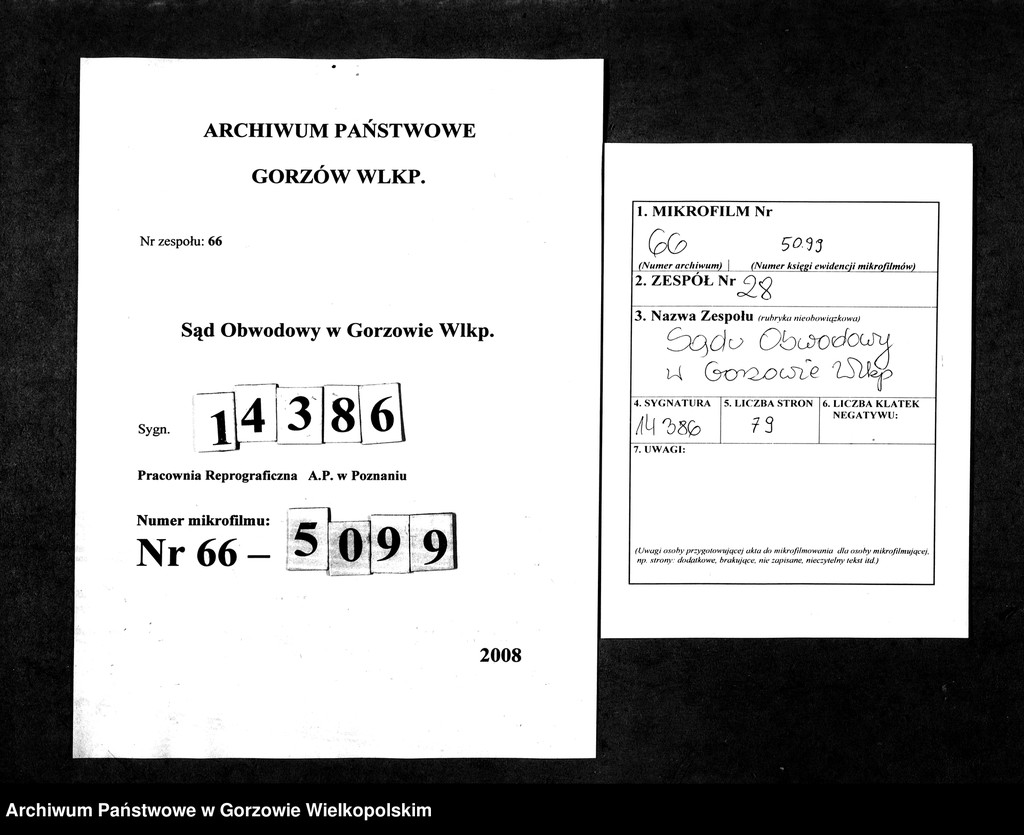 ARCHIWUM PAŃSTWOWE
GORZÓW WLKP.
Nr zespołu: 66
Sąd Obwodowy w Gorzowie Wlkp.
Sygn. 14386
Pracownia Reprograficzna A.P. w Poznaniu
Numer mikrofilmu:
Nr 66 – 5099
2008
1. MIKROFILM Nr
66 5099
(Numer archiwum) (Numer księgi ewidencji mikrofilmów)
2. ZESPÓŁ Nr 28
3. Nazwa Zespołu (rubryka nieobowiązkowa)
Sądu Obwodowy
w Gorzowie Wlkp
4. SYGNATURA 5. LICZBA STRON 6. LICZBA KLATEK
NEGATYWU:
14 386 79
7. UWAGI:
(Uwagi osoby przygotowującej akta do mikrofilmowania dla osoby mikrofilmującej.
np. strony: dodatkowe, brakujące, nie zapisane, nieczytelny tekst itd.)
Archiwum Państwowe w Gorzowie Wielkopolskim